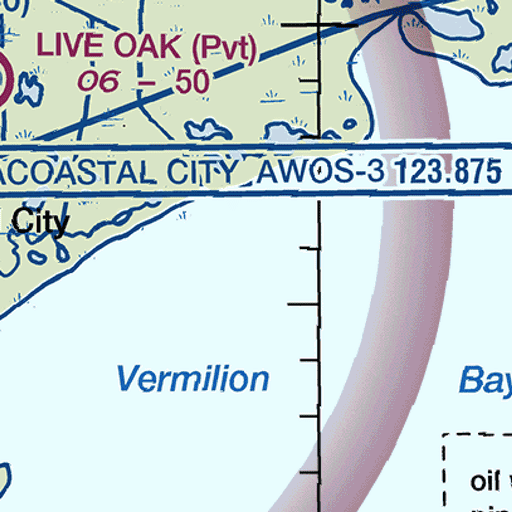 LIVE OAK (Pvt)
06 – 50
ACOASTAL CITY AWOS-3 123.875
City
Vermilion
Bay
oil